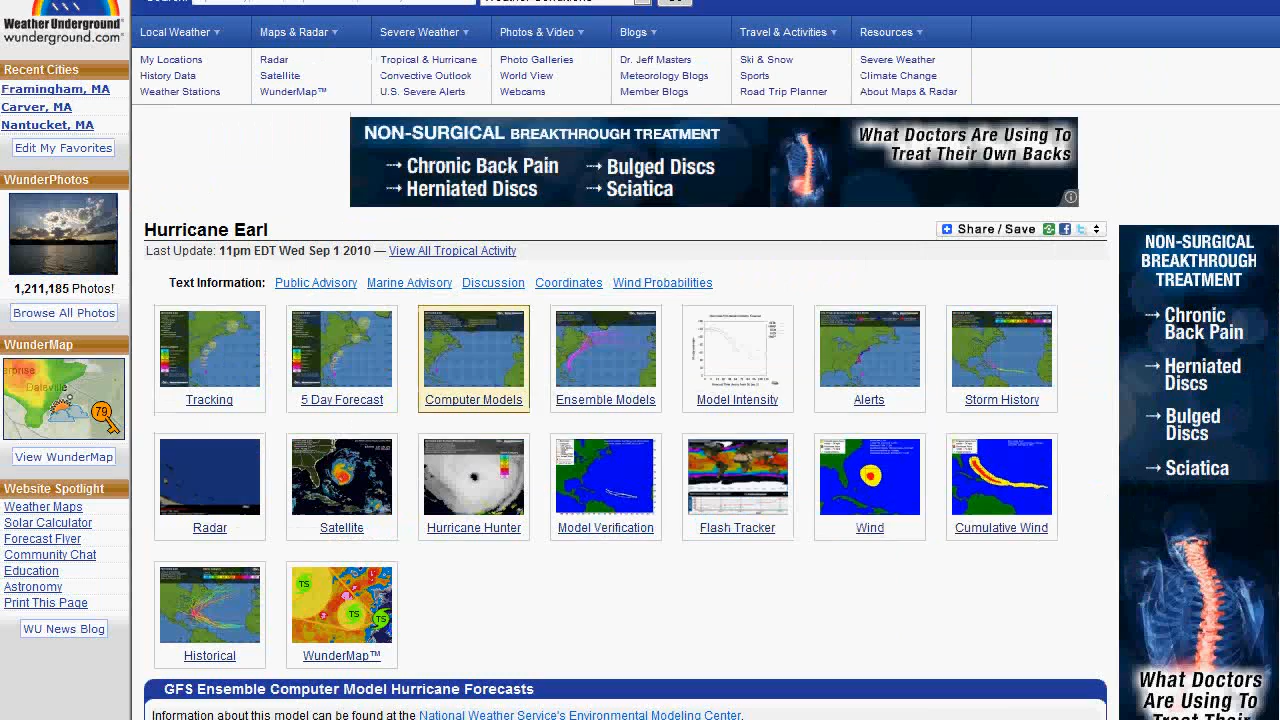 Weather Underground
wunderground.com®
Local Weather
Maps & Radar
Severe Weather
Photos & Video
Blogs
Travel & Activities
Resources
My Locations
History Data
Weather Stations
Radar
Satellite
WunderMap™
Tropical & Hurricane
Convective Outlook
U.S. Severe Alerts
Photo Galleries
World View
Webcams
Dr. Jeff Masters
Meteorology Blogs
Member Blogs
Ski & Snow
Sports
Road Trip Planner
Severe Weather
Climate Change
About Maps & Radar
Recent Cities
Framingham, MA
Carver, MA
Nantucket, MA
Edit My Favorites
WunderPhotos
1,211,185 Photos!
Browse All Photos
WunderMap
Daleville
79
View WunderMap
Website Spotlight
Weather Maps
Solar Calculator
Forecast Flyer
Community Chat
Education
Astronomy
Print This Page
WU News Blog
NON-SURGICAL BREAKTHROUGH TREATMENT
Chronic Back Pain
Herniated Discs
Bulged Discs
Sciatica
What Doctors Are Using To
Treat Their Own Backs
Hurricane Earl
Share / Save
Last Update: 11pm EDT Wed Sep 1 2010 — View All Tropical Activity
Text Information: Public Advisory Marine Advisory Discussion Coordinates Wind Probabilities
Tracking
5 Day Forecast
Computer Models
Ensemble Models
Model Intensity
Alerts
Storm History
Radar
Satellite
Hurricane Hunter
Model Verification
Flash Tracker
Wind
Cumulative Wind
TS
TS
TS
Historical
WunderMap™
GFS Ensemble Computer Model Hurricane Forecasts
Information about this model can be found at the National Weather Service's Environmental Modeling Center.
NON-SURGICAL
BREAKTHROUGH
TREATMENT
Chronic
Back Pain
Herniated
Discs
Bulged
Discs
Sciatica
What Doctors
Are Using To
Treat Their